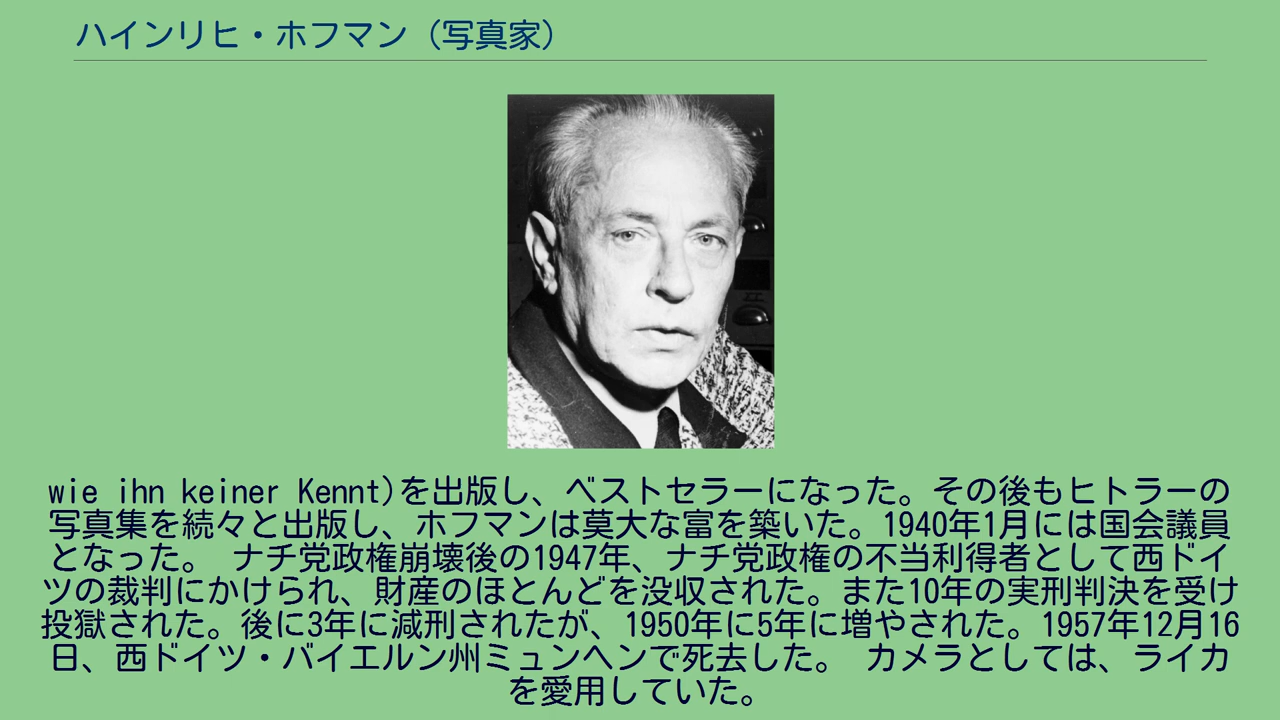 ハインリヒ・ホフマン（写真家）
wie ihn keiner Kennt)を出版し、ベストセラーになった。その後もヒトラーの
写真集を続々と出版し、ホフマンは莫大な富を築いた。1940年1月には国会議員
となった。 ナチ党政権崩壊後の1947年、ナチ党政権の不当利得者として西ドイ
ツの裁判にかけられ、財産のほとんどを没収された。また10年の実刑判決を受け
投獄された。後に3年に減刑されたが、1950年に5年に増やされた。1957年12月16
日、西ドイツ・バイエルン州ミュンヘンで死去した。 カメラとしては、ライカ
を愛用していた。